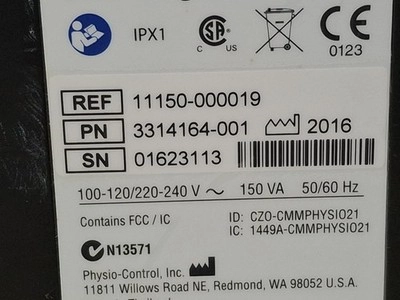 IPX1
SA
C US
CE
0123
REF 11150-000019
PN 3314164-001 2016
SN 01623113
100-120/220-240 V ~ 150 VA 50/60 Hz
Contains FCC / IC ID: CZO-CMMPHYSIO21
IC: 1449A-CMMPHYSIO21
N13571
Physio-Control, Inc.
11811 Willows Road NE, Redmond, WA 98052 U.S.A.